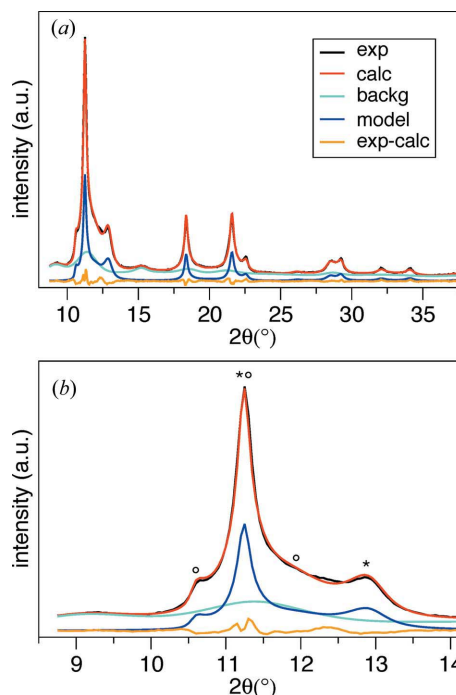 (a)
exp
calc
backg
model
exp-calc
intensity (a.u.)
10 15 20 25 30 35
2θ(°)
(b)
*°
° ° *
intensity (a.u.)
9 10 11 12 13 14
2θ(°)